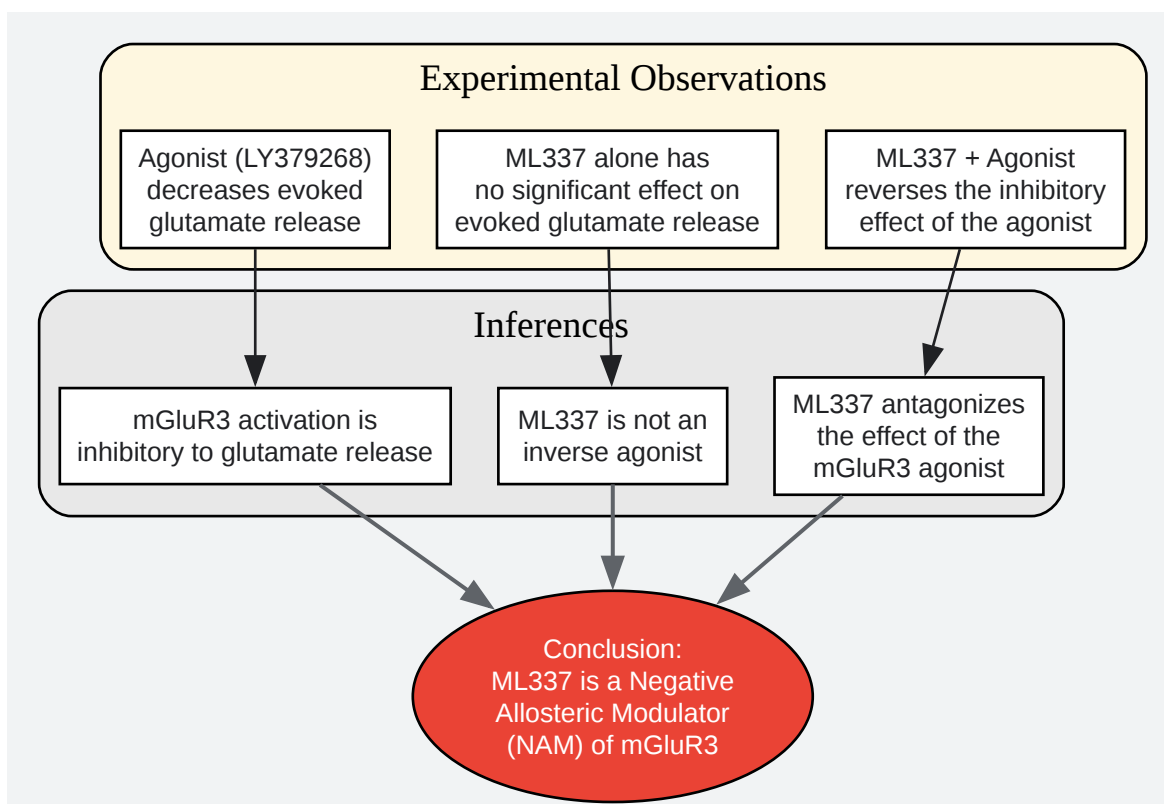 Experimental Observations
Agonist (LY379268)
decreases evoked
glutamate release
ML337 alone has
no significant effect on
evoked glutamate release
ML337 + Agonist
reverses the inhibitory
effect of the agonist
Inferences
mGluR3 activation is
inhibitory to glutamate release
ML337 is not an
inverse agonist
ML337 antagonizes
the effect of the
mGluR3 agonist
Conclusion:
ML337 is a Negative
Allosteric Modulator
(NAM) of mGluR3